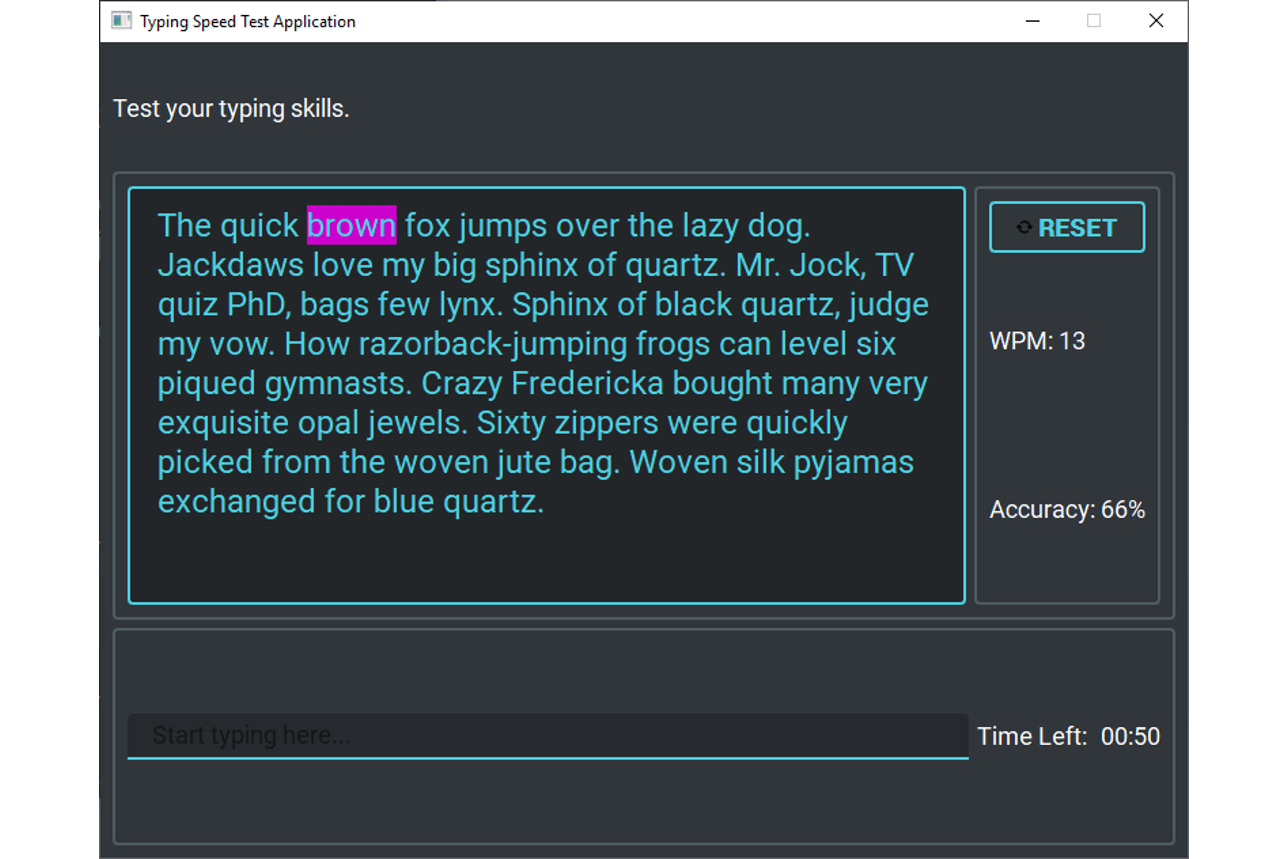 Typing Speed Test Application
Test your typing skills.
The quick brown fox jumps over the lazy dog.
Jackdaws love my big sphinx of quartz. Mr. Jock, TV
quiz PhD, bags few lynx. Sphinx of black quartz, judge
my vow. How razorback-jumping frogs can level six
piqued gymnasts. Crazy Fredericka bought many very
exquisite opal jewels. Sixty zippers were quickly
picked from the woven jute bag. Woven silk pyjamas
exchanged for blue quartz.
RESET
WPM: 13
Accuracy: 66%
Start typing here...
Time Left: 00:50